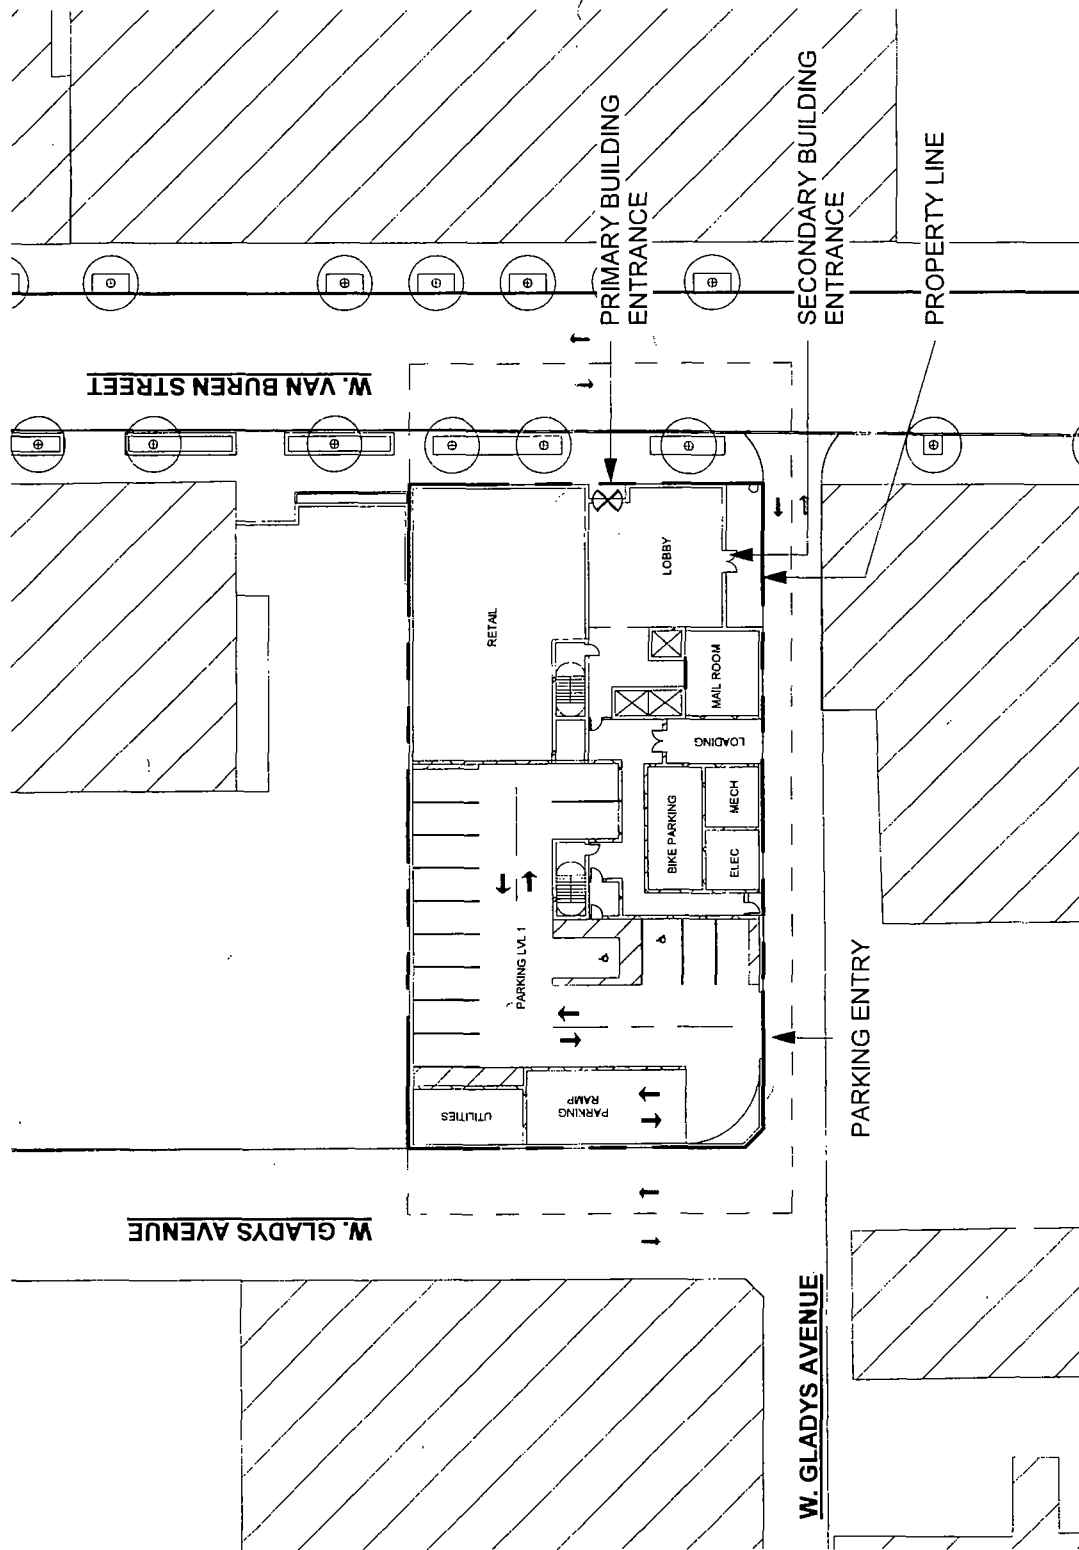 PRIMARY BUILDING
ENTRANCE
SECONDARY BUILDING
ENTRANCE
PROPERTY LINE
W. VAN BUREN STREET
RETAIL
LOBBY
MAIL ROOM
LOADING
BIKE PARKING
MECH
ELEC
PARKING LVL 1
PARKING
RAMP
UTILITIES
PARKING ENTRY
W. GLADYS AVENUE
W. GLADYS AVENUE